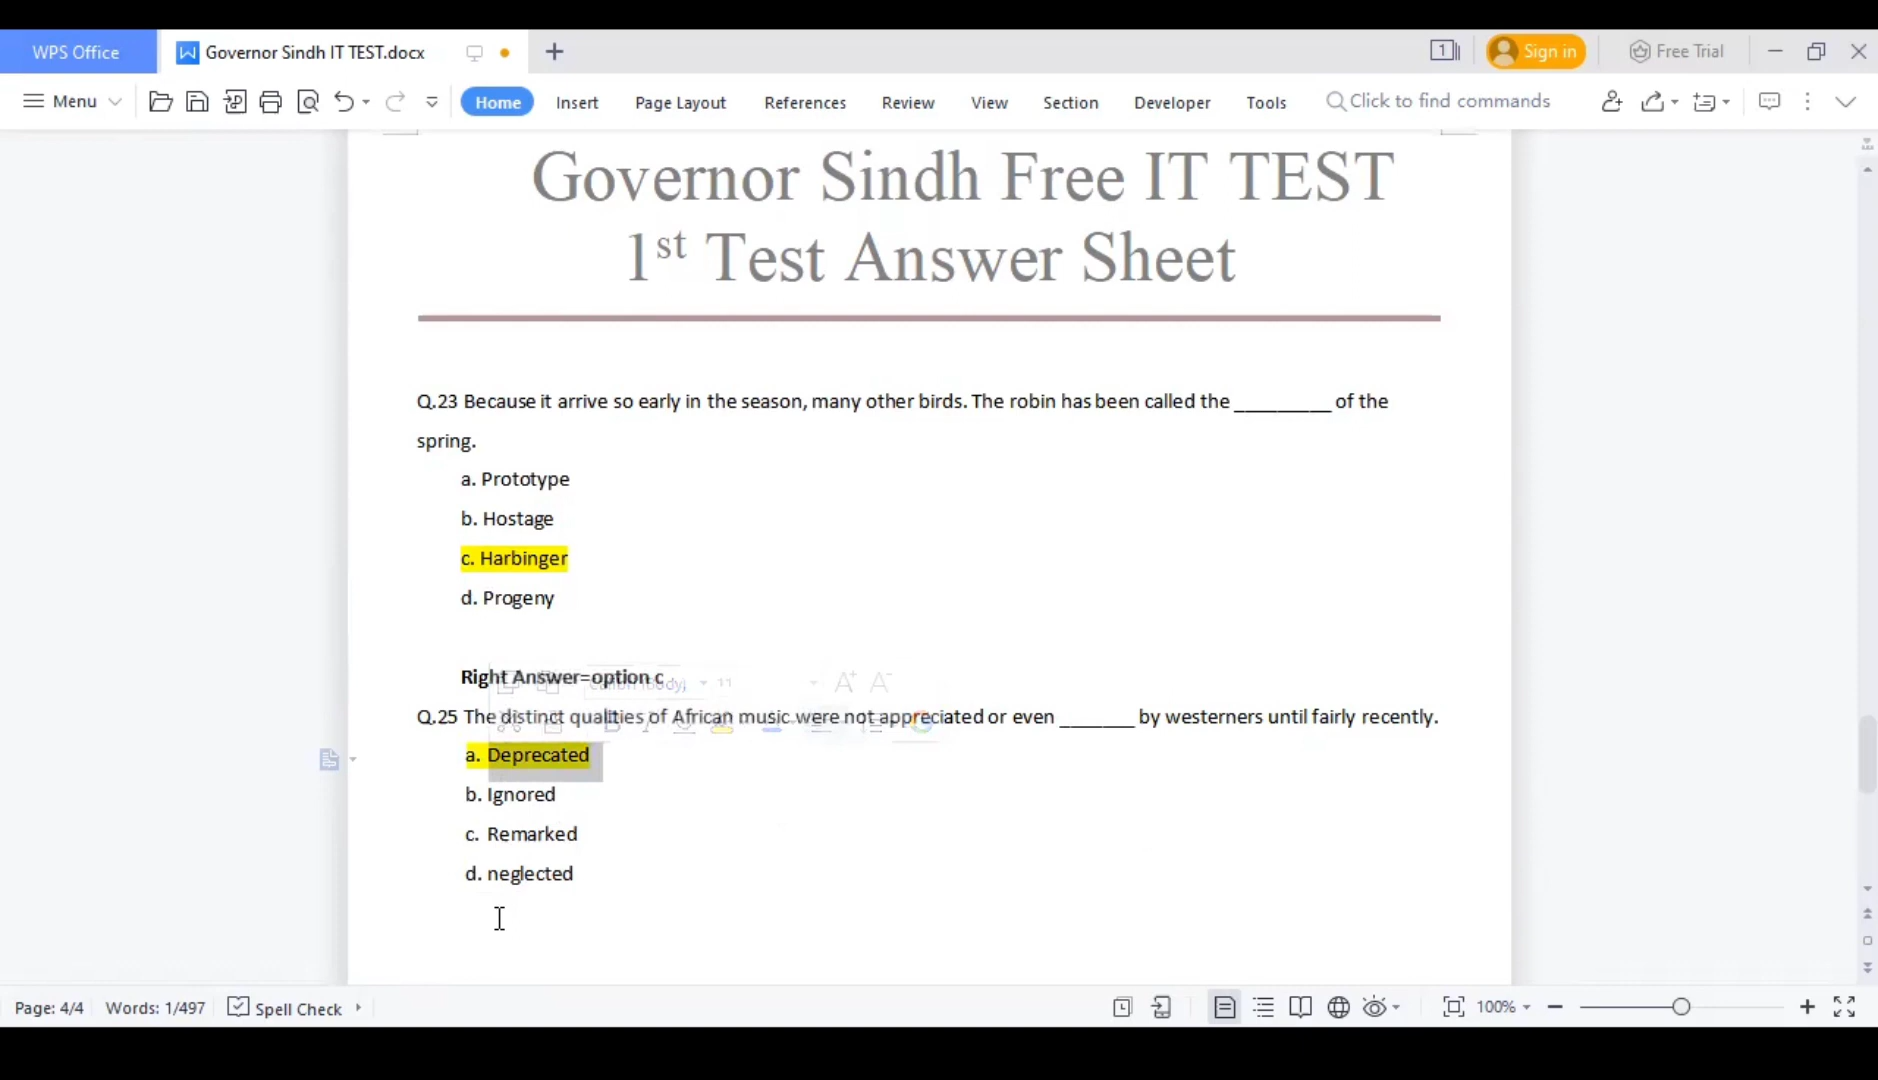 WPS Office
Governor Sindh IT TEST.docx
1
Sign in
Free Trial
Menu
Home
Insert
Page Layout
References
Review
View
Section
Developer
Tools
Click to find commands
Governor Sindh Free IT TEST
1st Test Answer Sheet
Q.23 Because it arrive so early in the season, many other birds. The robin has been called the _________ of the
spring.
a. Prototype
b. Hostage
c. Harbinger
d. Progeny
Right Answer=option c
Calibri (Body) 11 A+ A-
Q.25 The distinct qualities of African music were not appreciated or even _______ by westerners until fairly recently.
a. Deprecated
b. Ignored
c. Remarked
d. neglected
Page: 4/4
Words: 1/497
Spell Check
100%